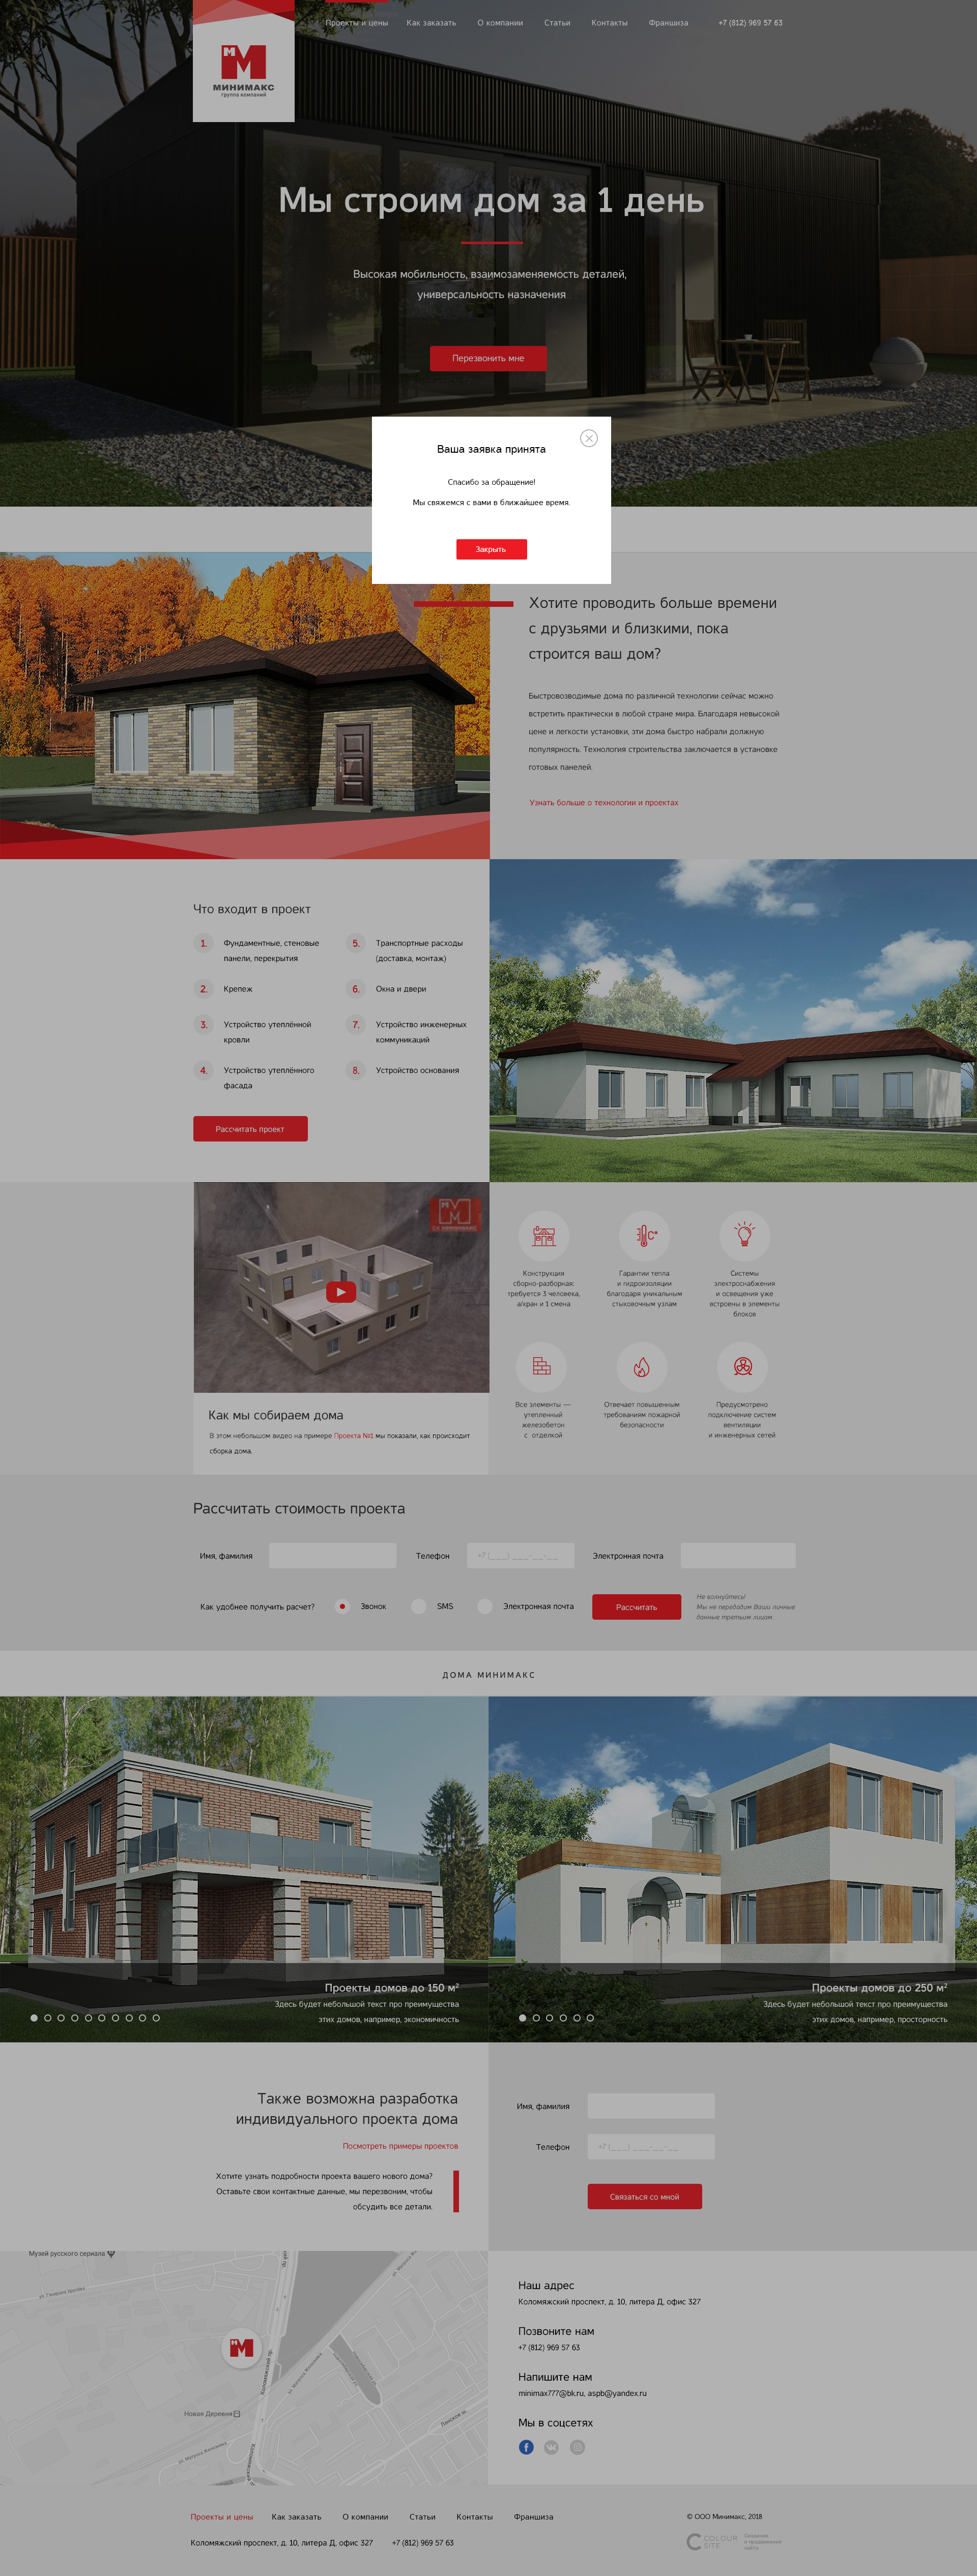 Проекты и цены Как заказать О компании Статьи Контакты Франшиза +7 (812) 969 57 63
М
МИНИМАКС
группа компаний
Мы строим дом за 1 день
Высокая мобильность, взаимозаменяемость деталей,
универсальность назначения
Перезвонить мне
Ваша заявка принята
Спасибо за обращение!
Мы свяжемся с вами в ближайшее время.
Закрыть
Хотите проводить больше времени
с друзьями и близкими, пока
строится ваш дом?
Быстровозводимые дома по различной технологии сейчас можно
встретить практически в любой стране мира. Благодаря невысокой
цене и легкости установки, эти дома быстро набрали должную
популярность. Технология строительства заключается в установке
готовых панелей.
Узнать больше о технологии и проектах
Что входит в проект
1. Фундаментные, стеновые
панели, перекрытия
2. Крепеж
3. Устройство утеплённой
кровли
4. Устройство утеплённого
фасада
5. Транспортные расходы
(доставка, монтаж)
6. Окна и двери
7. Устройство инженерных
коммуникаций
8. Устройство основания
Рассчитать проект
СК МИНИМАКС
Как мы собираем дома
В этом небольшом видео на примере Проекта №1 мы показали, как происходит
сборка дома.
Конструкция
сборно-разборная:
требуется 3 человека,
а/кран и 1 смена
C°
Гарантии тепла
и гидроизоляции
благодаря уникальным
стыковочным узлам
Системы
электроснабжения
и освещения уже
встроены в элементы
блоков
Все элементы —
утепленный
железобетон
с отделкой
Отвечает повышенным
требованиям пожарной
безопасности
Предусмотрено
подключение систем
вентиляции
и инженерных сетей
Рассчитать стоимость проекта
Имя, фамилия Телефон +7 (___) ___-__-__ Электронная почта
Как удобнее получить расчет? Звонок SMS Электронная почта Рассчитать
Не волнуйтесь!
Мы не передадим Ваши личные
данные третьим лицам.
ДОМА МИНИМАКС
Проекты домов до 150 м²
Здесь будет небольшой текст про преимущества
этих домов, например, экономичность
Проекты домов до 250 м²
Здесь будет небольшой текст про преимущества
этих домов, например, просторность
Также возможна разработка
индивидуального проекта дома
Посмотреть примеры проектов
Хотите узнать подробности проекта вашего нового дома?
Оставьте свои контактные данные, мы перезвоним, чтобы
обсудить все детали.
Имя, фамилия
Телефон +7 (___) ___-__-__
Связаться со мной
Музей русского сериала
Коломяжский пр.
ул. Матроса Железняка
Новая Деревня
ул. Матроса Железняка
Ланское ш.
Наш адрес
Коломяжский проспект, д. 10, литера Д, офис 327
Позвоните нам
+7 (812) 969 57 63
Напишите нам
minimax777@bk.ru, aspb@yandex.ru
Мы в соцсетях
Проекты и цены Как заказать О компании Статьи Контакты Франшиза
Коломяжский проспект, д. 10, литера Д, офис 327 +7 (812) 969 57 63
© ООО Минимакс, 2018
COLOUR
SITE
Создание
и продвижение
сайта